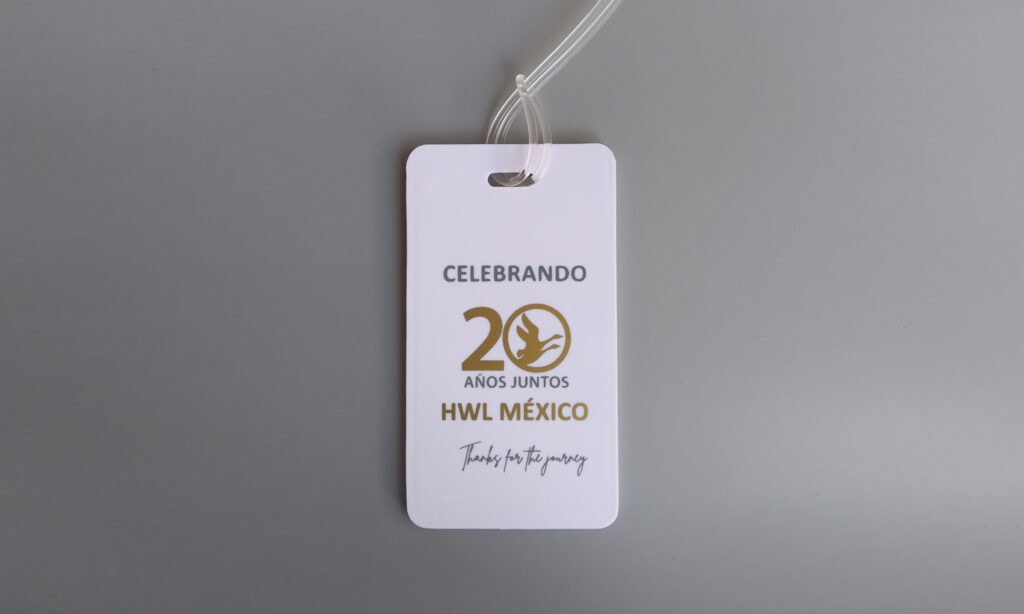 CELEBRANDO
20
AÑOS JUNTOS
HWL MÉXICO
Thanks for the journey